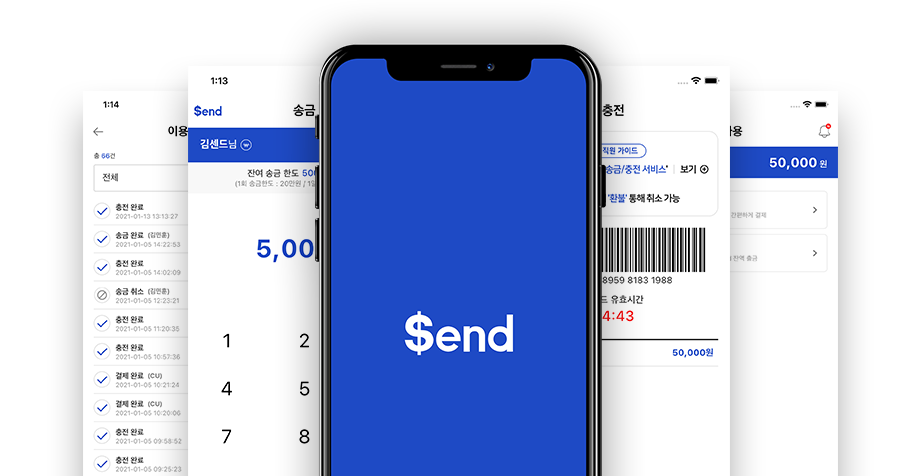 1:14
이용
총 66건
전체
충전 완료
2021-01-13 13:13:27
송금 완료 (김민훈)
2021-01-05 14:22:53
충전 완료
2021-01-05 14:02:09
송금 취소 (김민훈)
2021-01-05 12:23:21
충전 완료
2021-01-05 11:20:35
충전 완료
2021-01-05 10:57:36
결제 완료 (CU)
2021-01-05 10:21:24
결제 완료 (CU)
2021-01-05 10:20:06
충전 완료
2021-01-05 09:58:52
충전 완료
2021-01-05 09:25:23
1:13
$end
송금
김센드님
잔여 송금 한도 500
(1회 송금한도 : 20만원 / 1일
5,00
1 2
4 5
7 8
$end
충전
직원 가이드
송금/충전 서비스' 보기
'환불' 통해 취소 가능
8959 8183 1988
드 유효시간
4:43
50,000원
사용
50,000 원
간편하게 결제
잔액 출금